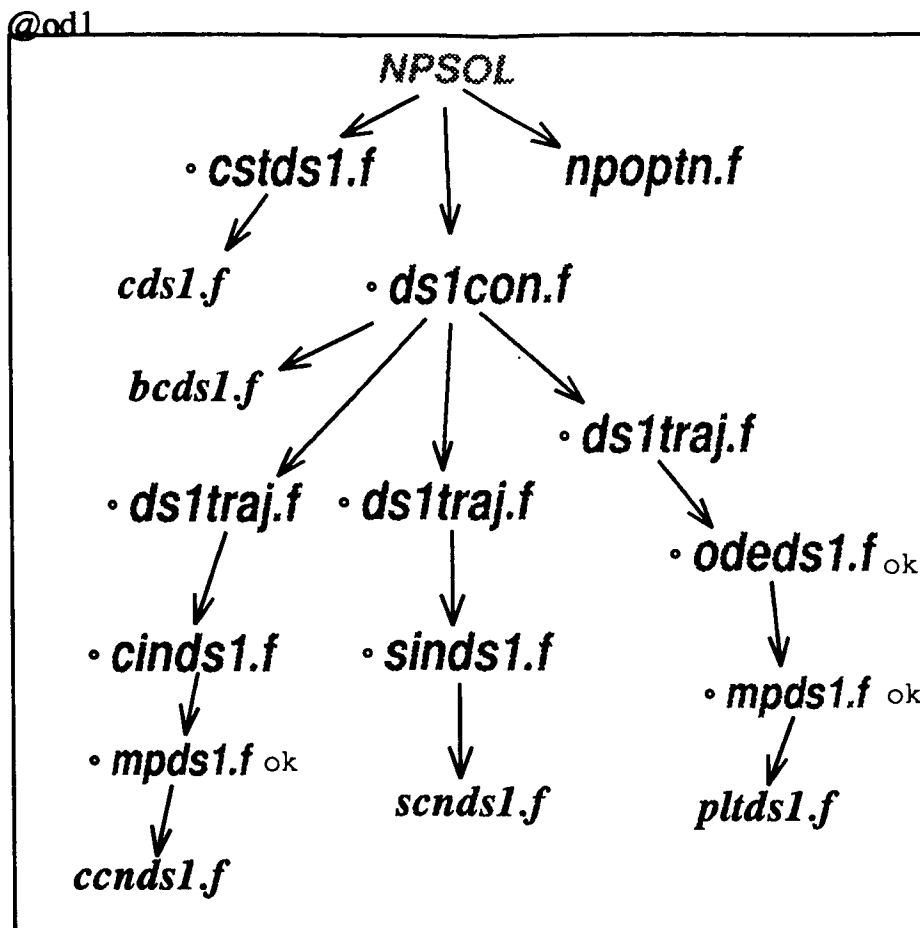 @od1
NPSOL
∘ cstds1.f
npoptn.f
cds1.f
∘ ds1con.f
bcds1.f
∘ ds1traj.f
∘ ds1traj.f
∘ ds1traj.f
∘ odeds1.f ok
∘ cinds1.f
∘ sinds1.f
∘ mpds1.f ok
∘ mpds1.f ok
scnds1.f
pltds1.f
ccnds1.f